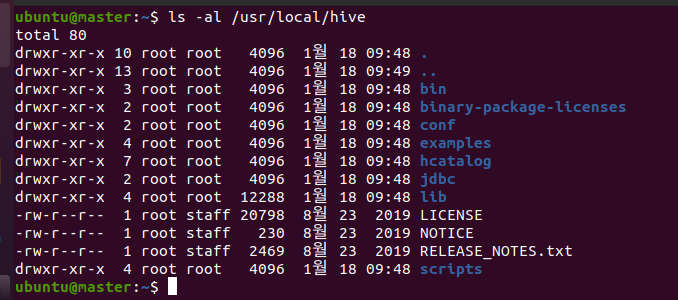 ubuntu@master:~$ ls -al /usr/local/hive
total 80
drwxr-xr-x 10 root root   4096  1월 18 09:48 .
drwxr-xr-x 13 root root   4096  1월 18 09:49 ..
drwxr-xr-x  3 root root   4096  1월 18 09:48 bin
drwxr-xr-x  2 root root   4096  1월 18 09:48 binary-package-licenses
drwxr-xr-x  2 root root   4096  1월 18 09:48 conf
drwxr-xr-x  4 root root   4096  1월 18 09:48 examples
drwxr-xr-x  7 root root   4096  1월 18 09:48 hcatalog
drwxr-xr-x  2 root root   4096  1월 18 09:48 jdbc
drwxr-xr-x  4 root root  12288  1월 18 09:48 lib
-rw-r--r--  1 root staff 20798  8월 23  2019 LICENSE
-rw-r--r--  1 root staff   230  8월 23  2019 NOTICE
-rw-r--r--  1 root staff  2469  8월 23  2019 RELEASE_NOTES.txt
drwxr-xr-x  4 root root   4096  1월 18 09:48 scripts
ubuntu@master:~$